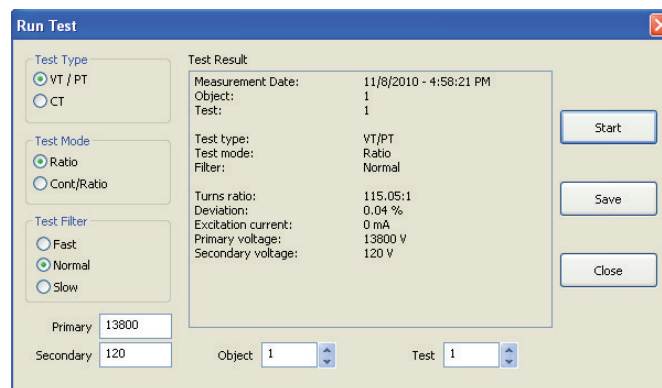 Run Test
Test Type
VT / PT
CT
Test Mode
Ratio
Cont/Ratio
Test Filter
Fast
Normal
Slow
Primary 13800
Secondary 120
Test Result
Measurement Date: 11/8/2010 - 4:58:21 PM
Object: 1
Test: 1
Test type: VT/PT
Test mode: Ratio
Filter: Normal
Turns ratio: 115.05:1
Deviation: 0.04 %
Excitation current: 0 mA
Primary voltage: 13800 V
Secondary voltage: 120 V
Object 1
Test 1
Start
Save
Close